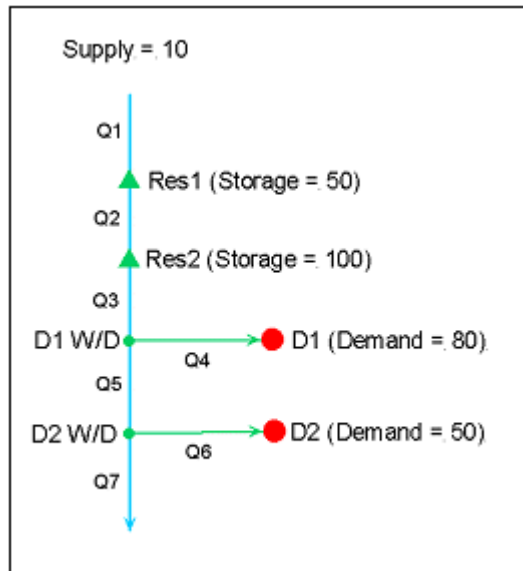 Supply = 10
Q1
Res1 (Storage = 50)
Q2
Res2 (Storage = 100)
Q3
D1 W/D
D1 (Demand = 80)
Q4
Q5
D2 W/D
D2 (Demand = 50)
Q6
Q7